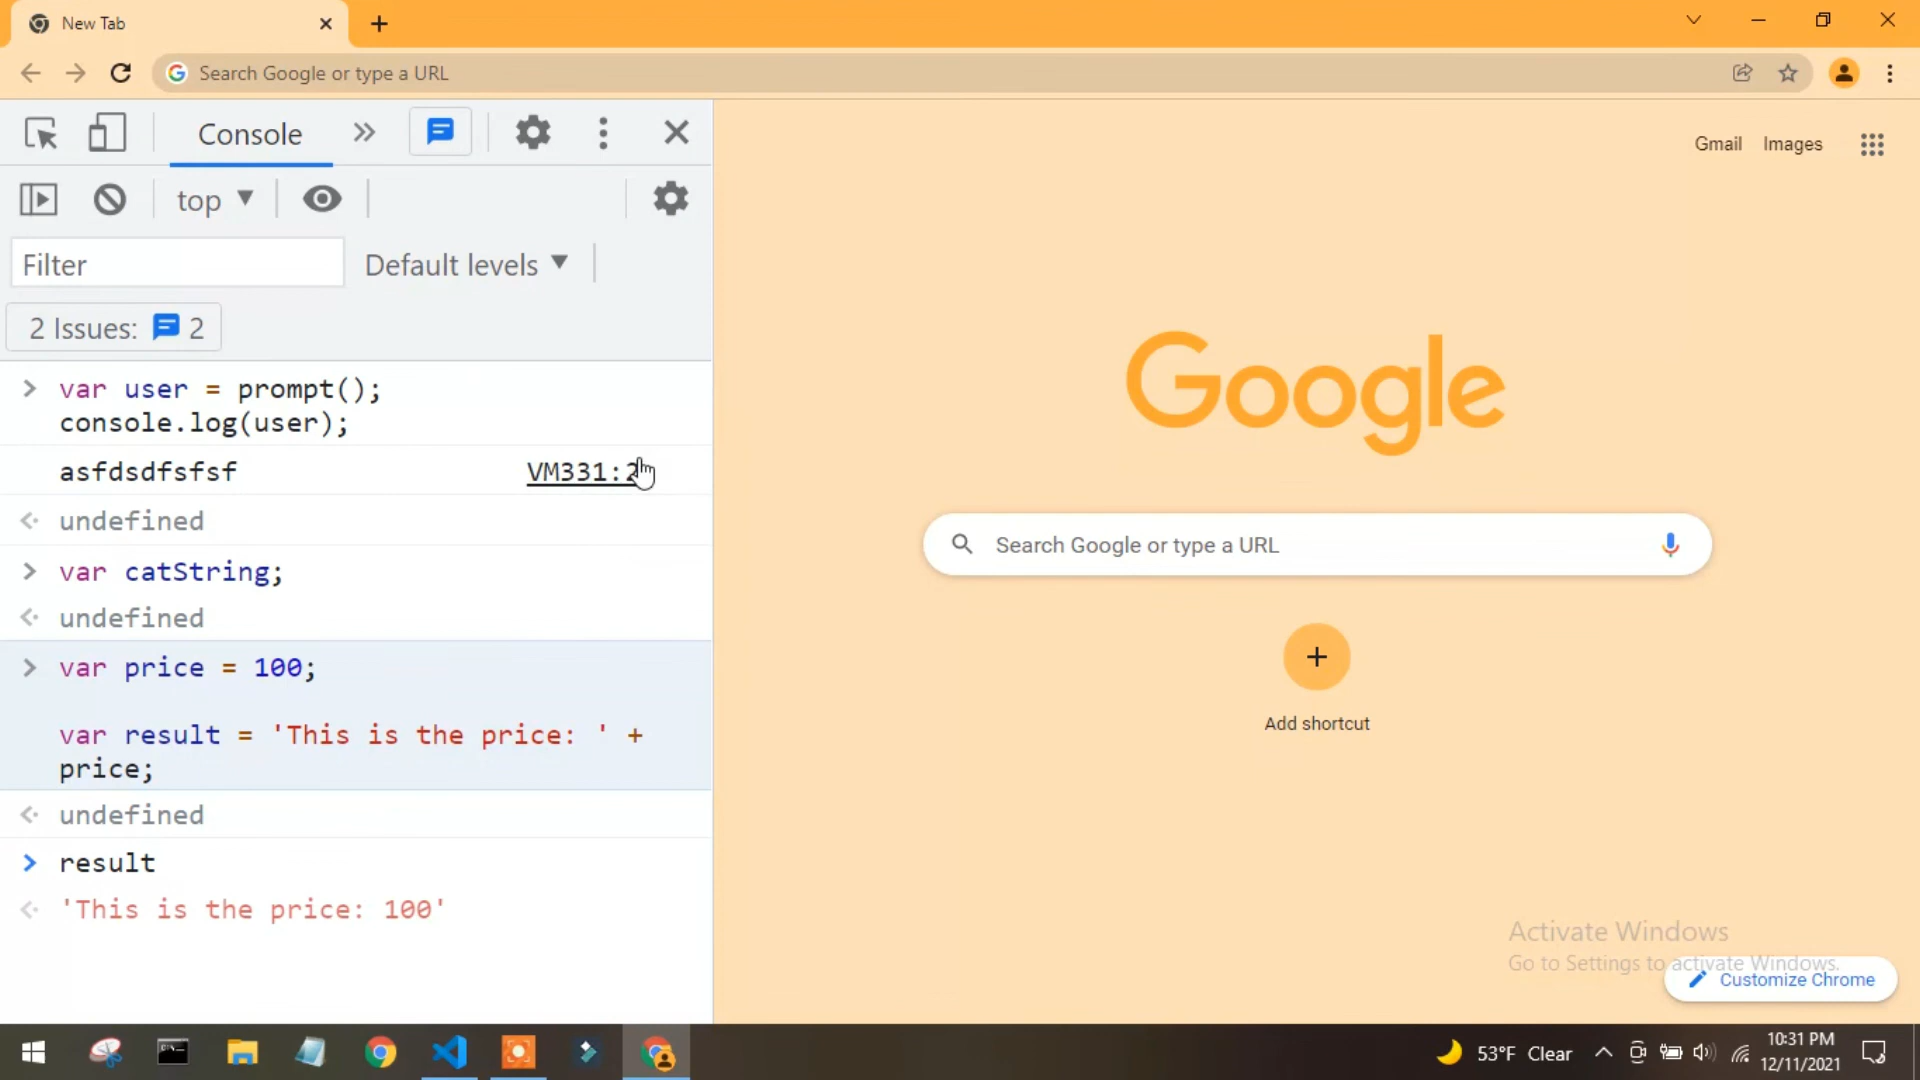 New Tab
Search Google or type a URL
Console
top
Filter
Default levels
2 Issues: 2
var user = prompt();
console.log(user);
asfdsdfsfsf VM331:2
undefined
var catString;
undefined
var price = 100;
var result = 'This is the price: ' +
price;
undefined
result
'This is the price: 100'
Gmail Images
Google
Search Google or type a URL
Add shortcut
Activate Windows
Go to Settings to activate Windows.
Customize Chrome
53°F Clear
10:31 PM
12/11/2021